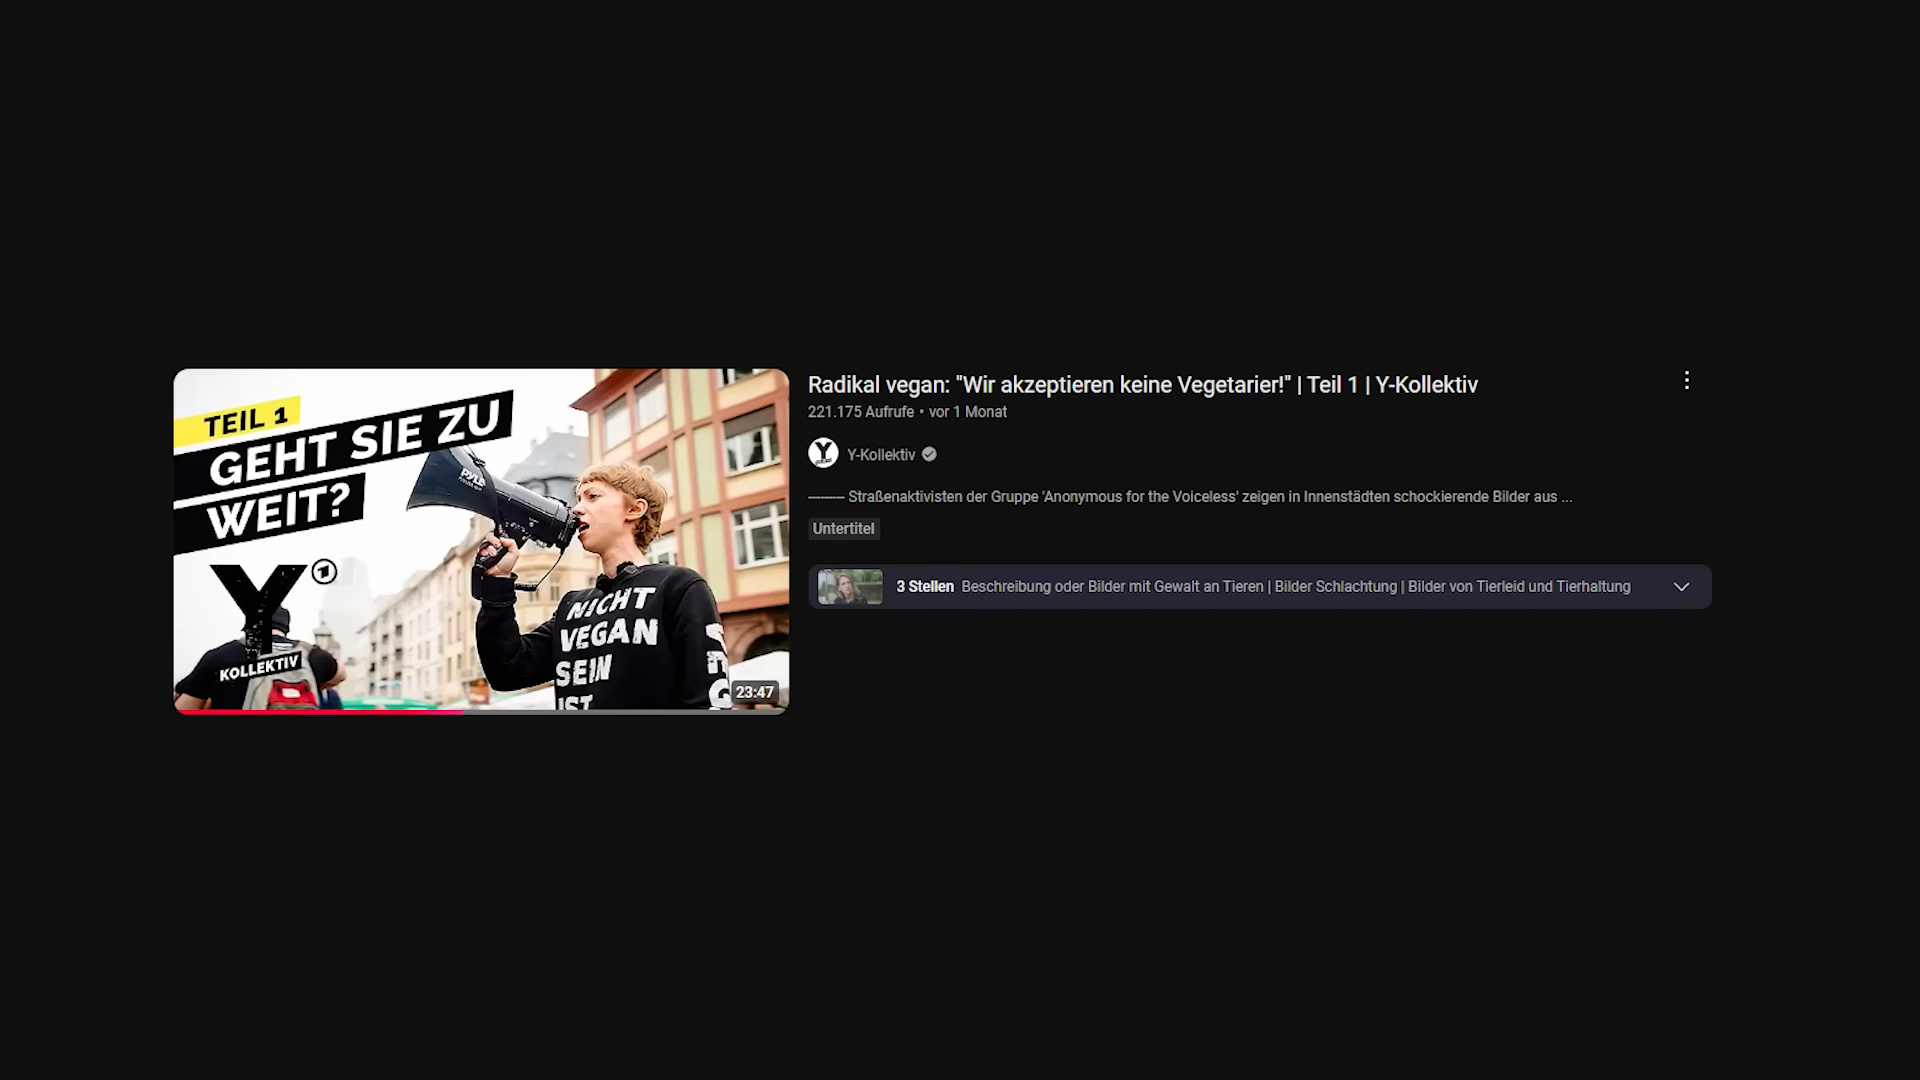 TEIL 1
GEHT SIE ZU
WEIT?
PYLE
Y
1
KOLLEKTIV
NICHT
VEGAN
SEIN
IST
23:47
Radikal vegan: "Wir akzeptieren keine Vegetarier!" | Teil 1 | Y-Kollektiv
221.175 Aufrufe • vor 1 Monat
Y-Kollektiv
--------- Straßenaktivisten der Gruppe 'Anonymous for the Voiceless' zeigen in Innenstädten schockierende Bilder aus ...
Untertitel
3 Stellen Beschreibung oder Bilder mit Gewalt an Tieren | Bilder Schlachtung | Bilder von Tierleid und Tierhaltung